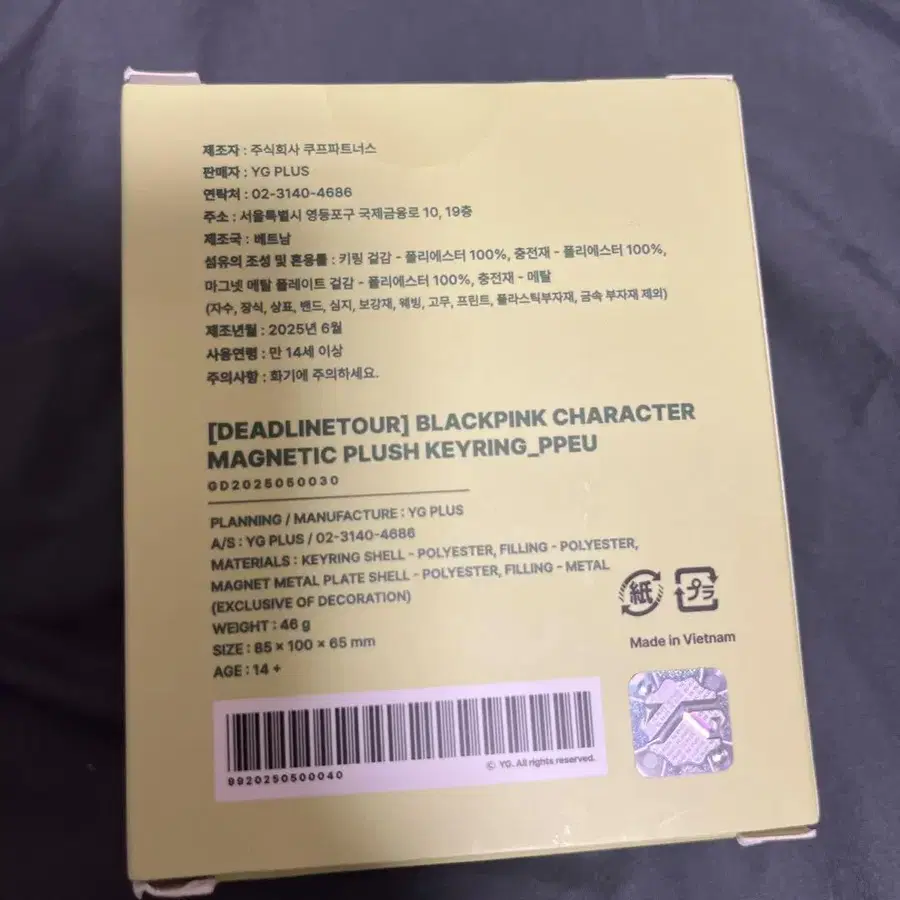 제조자 : 주식회사 쿠프파트너스
판매자 : YG PLUS
연락처 : 02-3140-4686
주소 : 서울특별시 영등포구 국제금융로 10, 19층
제조국 : 베트남
섬유의 조성 및 혼용률 : 키링 겉감 - 폴리에스터 100%, 충전재 - 폴리에스터 100%,
마그넷 메탈 플레이트 겉감 - 폴리에스터 100%, 충전재 - 메탈
(자수, 장식, 상표, 밴드, 심지, 보강재, 웨빙, 고무, 프린트, 플라스틱부자재, 금속 부자재 제외)
제조년월 : 2025년 6월
사용연령 : 만 14세 이상
주의사항 : 화기에 주의하세요.
[DEADLINETOUR] BLACKPINK CHARACTER
MAGNETIC PLUSH KEYRING_PPEU
GD2025050030
PLANNING / MANUFACTURE : YG PLUS
A/S : YG PLUS / 02-3140-4686
MATERIALS : KEYRING SHELL - POLYESTER, FILLING - POLYESTER,
MAGNET METAL PLATE SHELL - POLYESTER, FILLING - METAL
(EXCLUSIVE OF DECORATION)
WEIGHT : 46 g
SIZE : 85 × 100 × 65 mm
AGE : 14 +
紙 プラ
Made in Vietnam
9920250500040
© YG. All rights reserved.